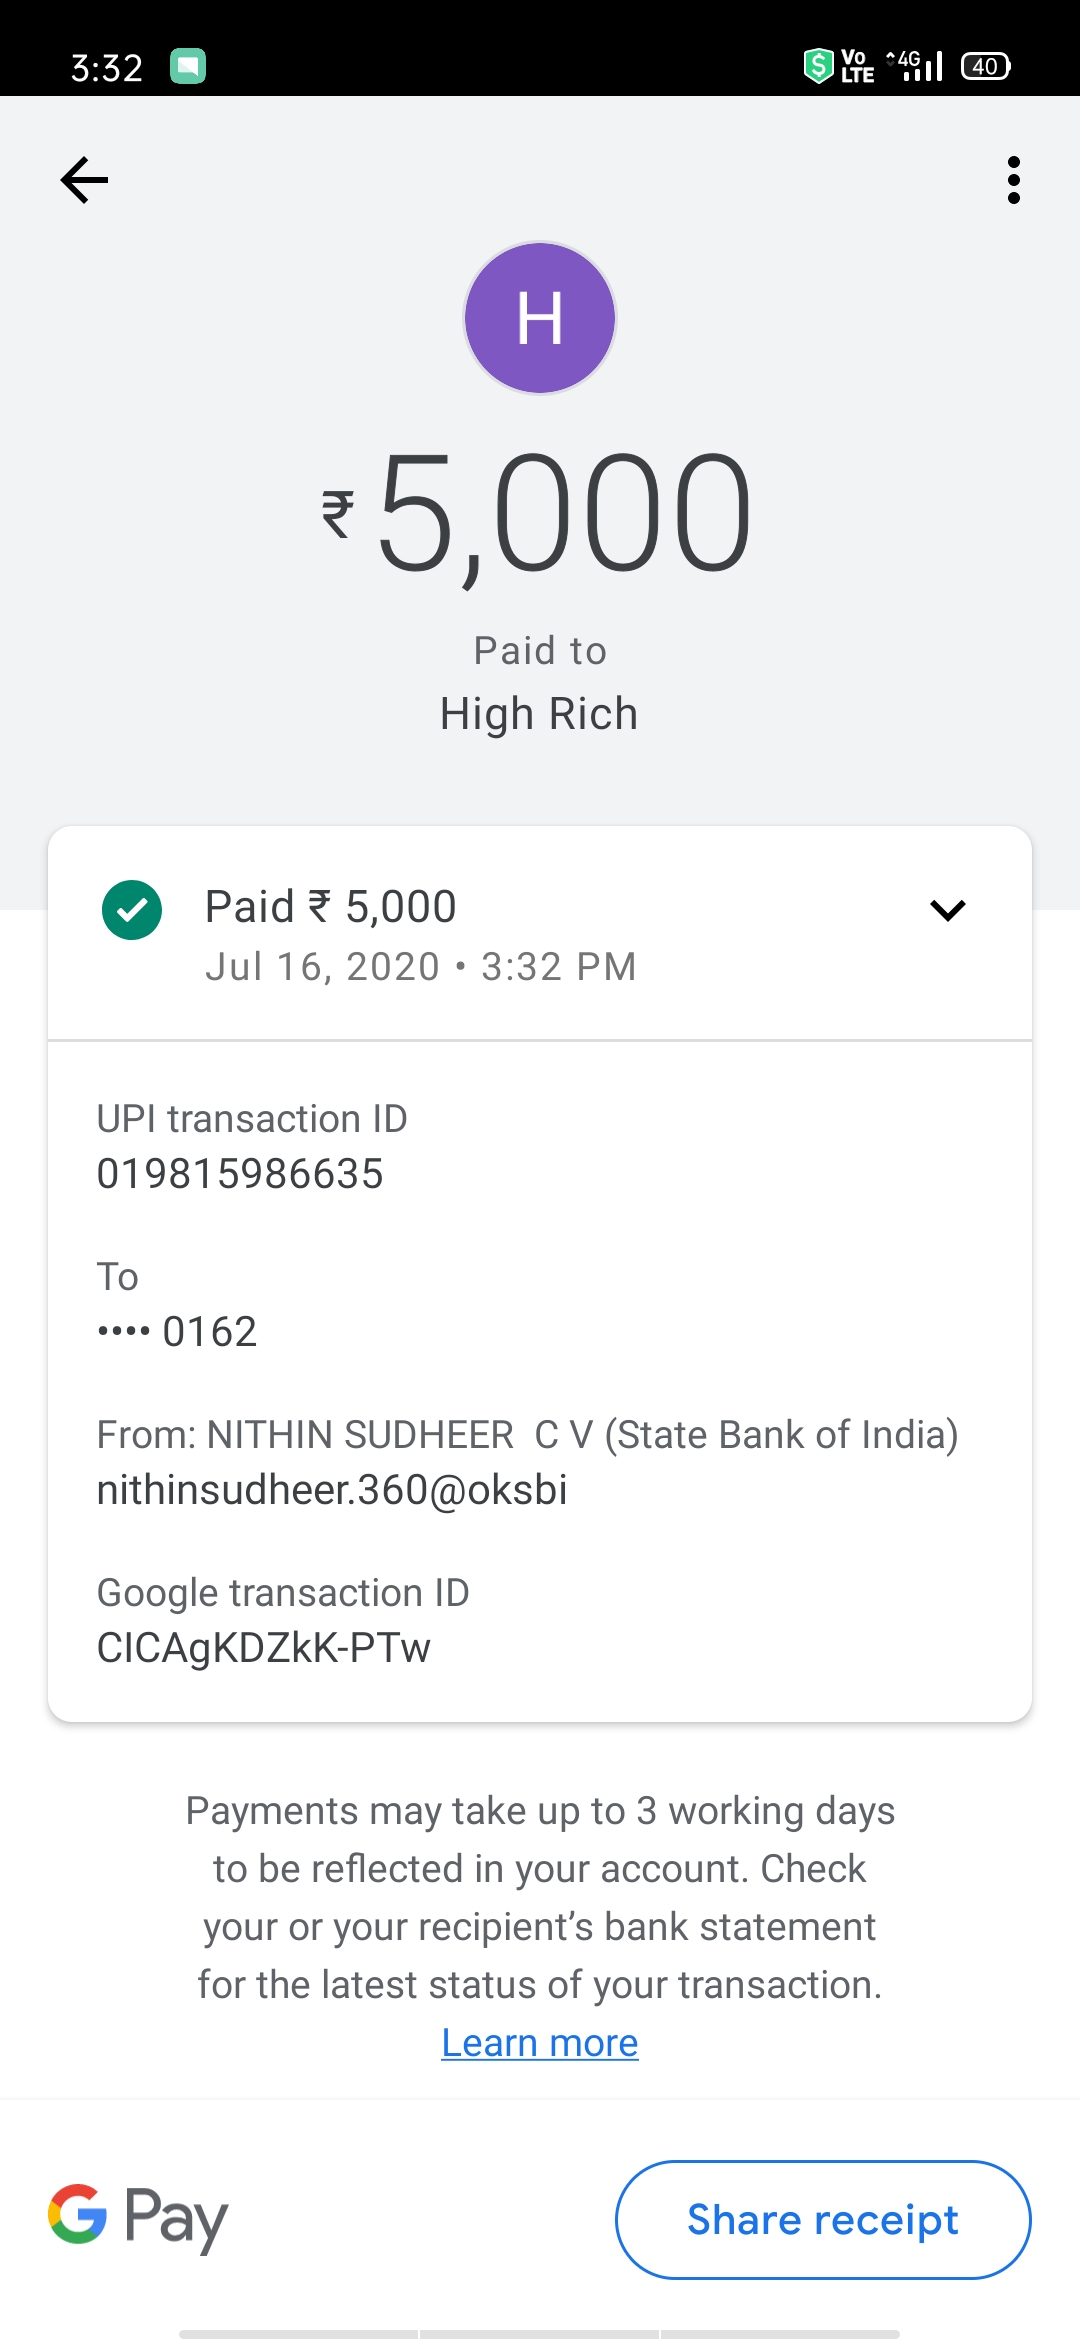 3:32
Vo
LTE
4G
40
H
₹5,000
Paid to
High Rich
Paid ₹ 5,000
Jul 16, 2020 • 3:32 PM
UPI transaction ID
019815986635
To
•••• 0162
From: NITHIN SUDHEER  C V (State Bank of India)
nithinsudheer.360@oksbi
Google transaction ID
CICAgKDZkK-PTw
Payments may take up to 3 working days
to be reflected in your account. Check
your or your recipient’s bank statement
for the latest status of your transaction.
Learn more
G Pay
Share receipt